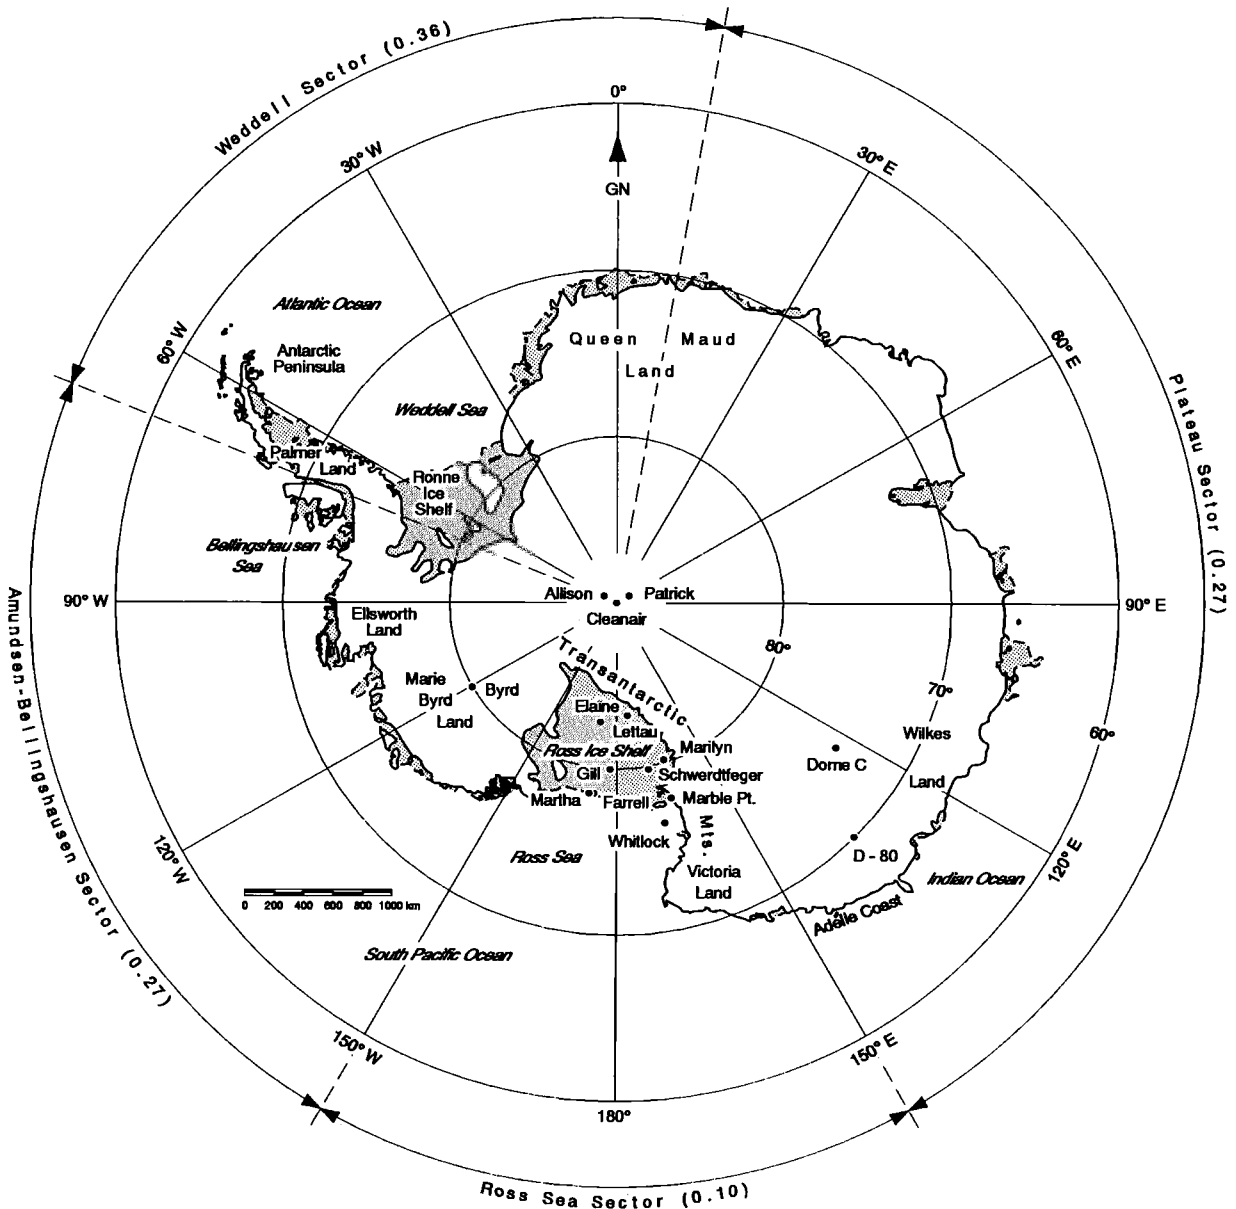 Weddell Sector (0.36)
0°
30° W
30° E
GN
Atlantic Ocean
60° W
60° E
Antarctic
Peninsula
Queen Maud
Land
Weddell Sea
Plateau Sector (0.27)
Palmer
Land
Ronne
Ice
Shelf
Bellingshausen
Sea
Allison
Patrick
Cleanair
90° W
90° E
Ellsworth
Land
Transantarctic
Mts.
80°
70°
60°
Marie
Byrd
Land
Byrd
Elaine
Lettau
Ross Ice Shelf
Marilyn
Gill
Schwerdtfeger
Martha
Farrell
Marble Pt.
Whitlock
Wilkes
Land
Dome C
D - 80
Ross Sea
Victoria
Land
Indian Ocean
Adélie Coast
120° W
120° E
0 200 400 600 800 1000 km
South Pacific Ocean
Amundsen-Bellingshausen Sector (0.27)
150° W
150° E
180°
Ross Sea Sector (0.10)